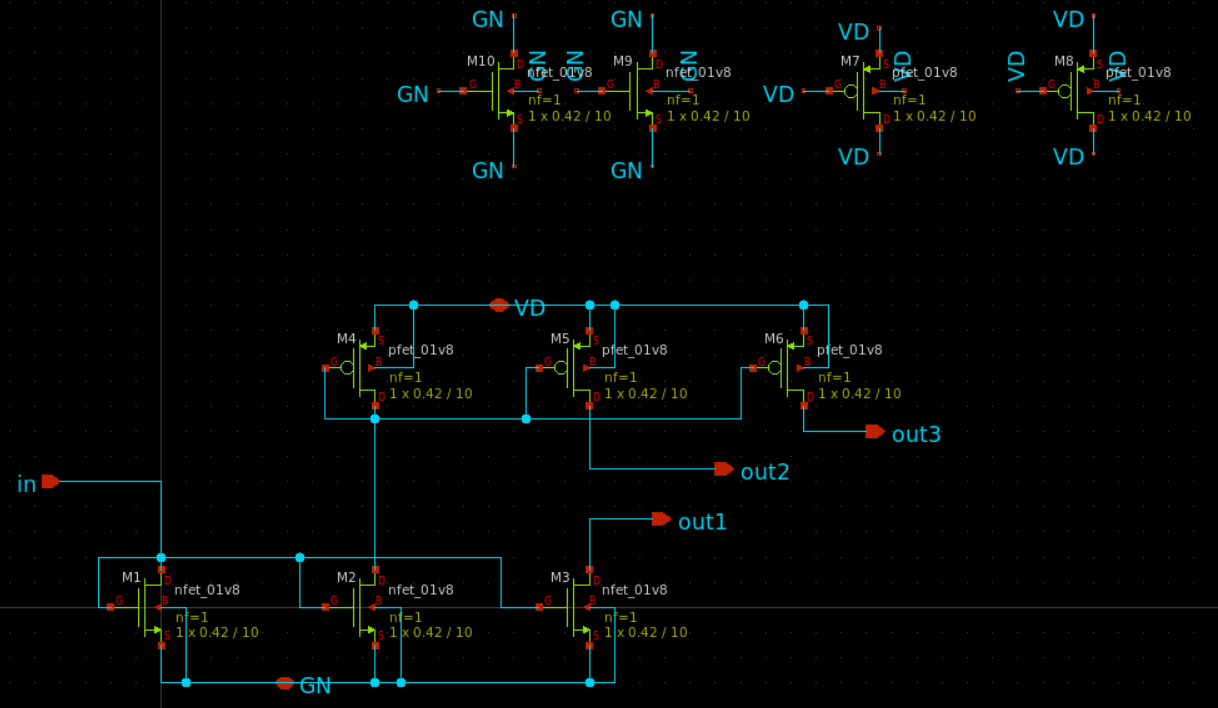 GN
GN
VD
VD
M10
D
GN
nfet_01v8
GN
G
B
nf=1
1 x 0.42 / 10
S
GN
GN
M9
D
GN
nfet_01v8
G
B
nf=1
1 x 0.42 / 10
S
GN
M7
S
VD
pfet_01v8
VD
G
B
nf=1
1 x 0.42 / 10
D
VD
VD
M8
S
VD
pfet_01v8
G
B
nf=1
1 x 0.42 / 10
D
VD
VD
M4
S
pfet_01v8
G
B
nf=1
1 x 0.42 / 10
D
M5
S
pfet_01v8
G
B
nf=1
1 x 0.42 / 10
D
M6
S
pfet_01v8
G
B
nf=1
1 x 0.42 / 10
D
out3
out2
in
out1
M1
D
nfet_01v8
G
B
nf=1
1 x 0.42 / 10
S
M2
D
nfet_01v8
G
B
nf=1
1 x 0.42 / 10
S
M3
D
nfet_01v8
G
B
nf=1
1 x 0.42 / 10
S
GN